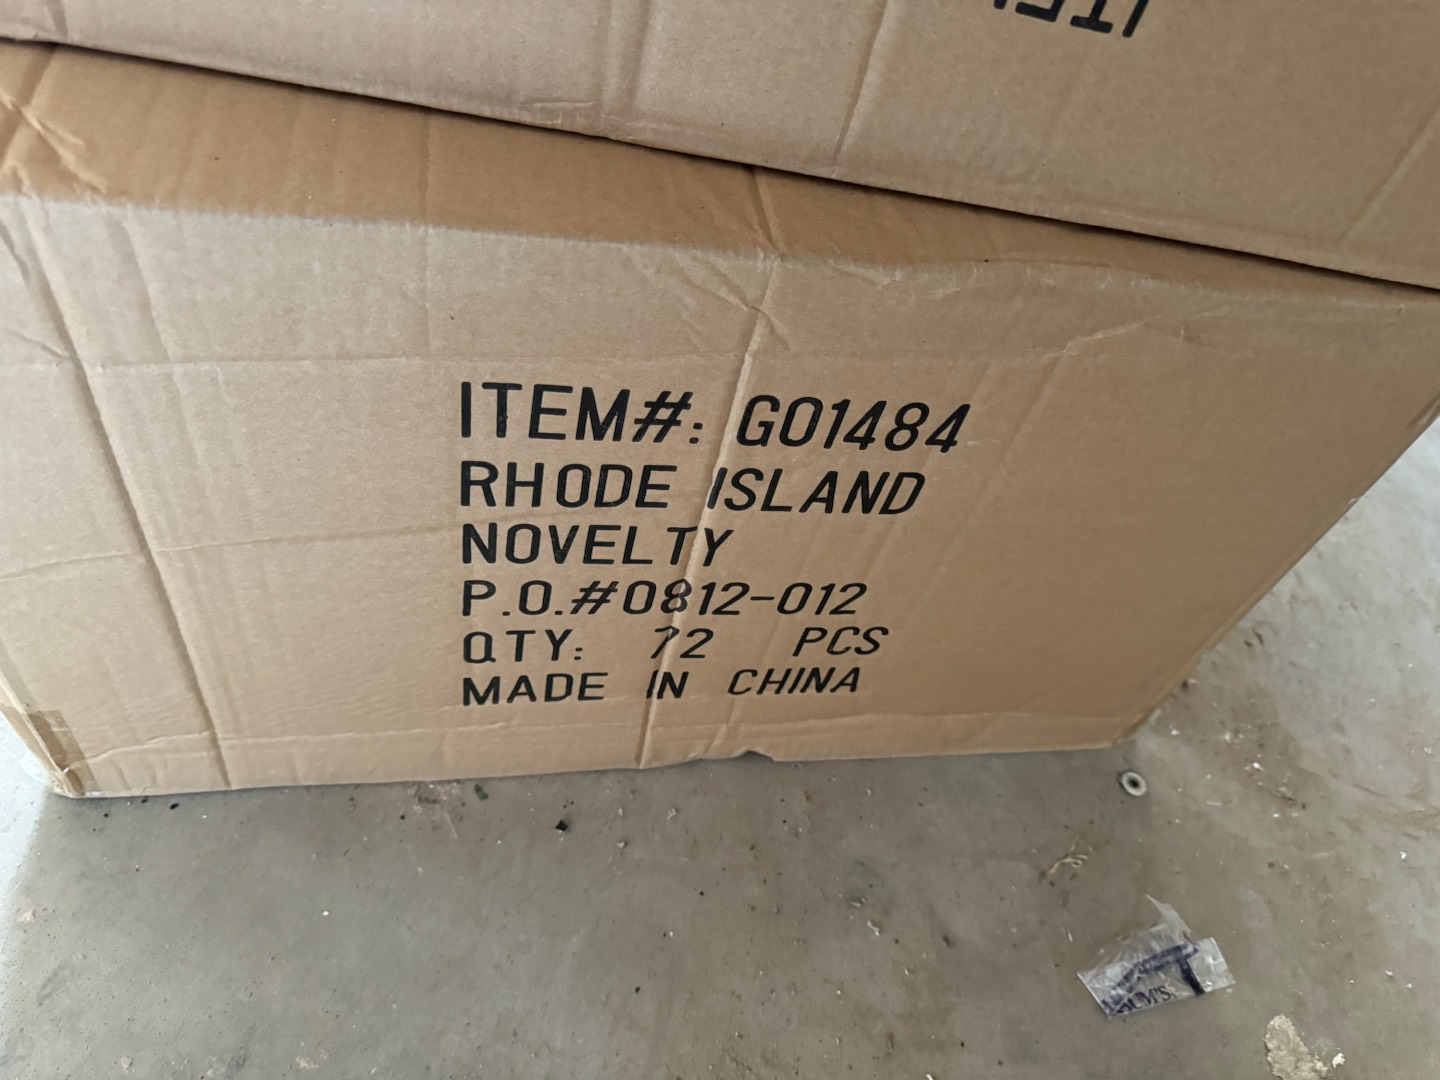 ITEM#: G01484
RHODE ISLAND
NOVELTY
P.O.#0812-012
QTY: 72 PCS
MADE IN CHINA